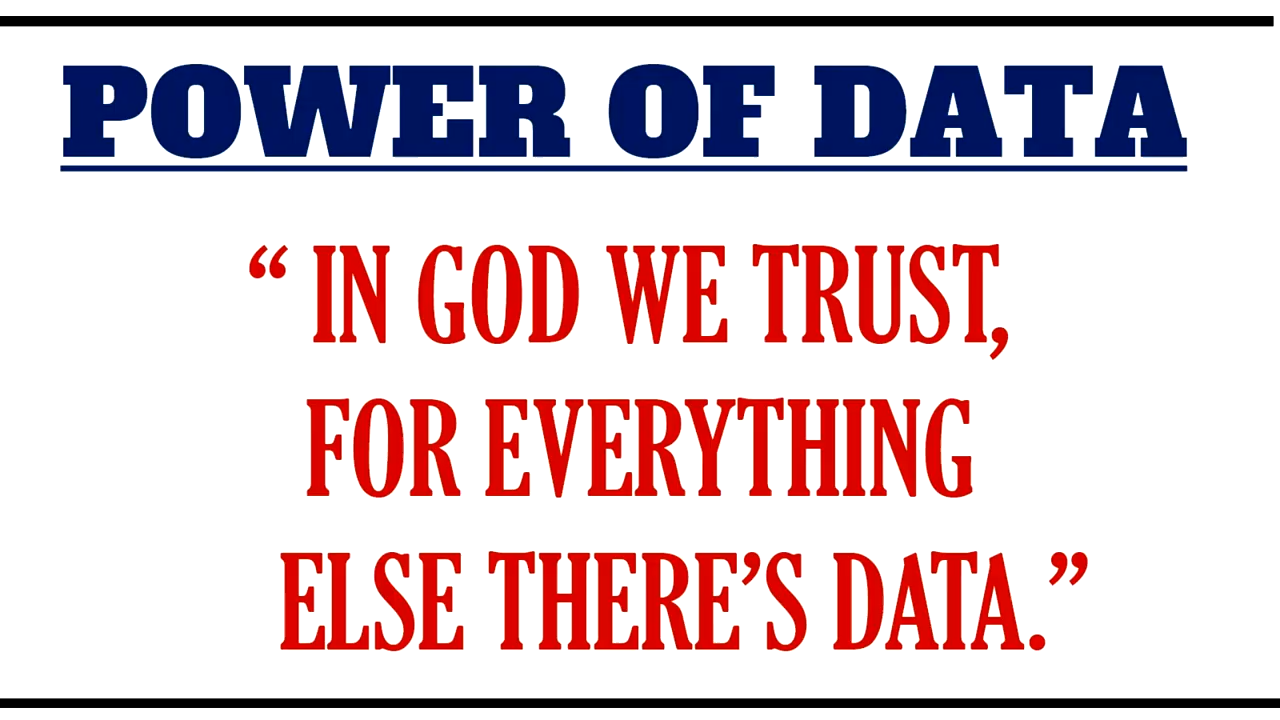 POWER OF DATA
“ IN GOD WE TRUST,
FOR EVERYTHING
ELSE THERE’S DATA.”